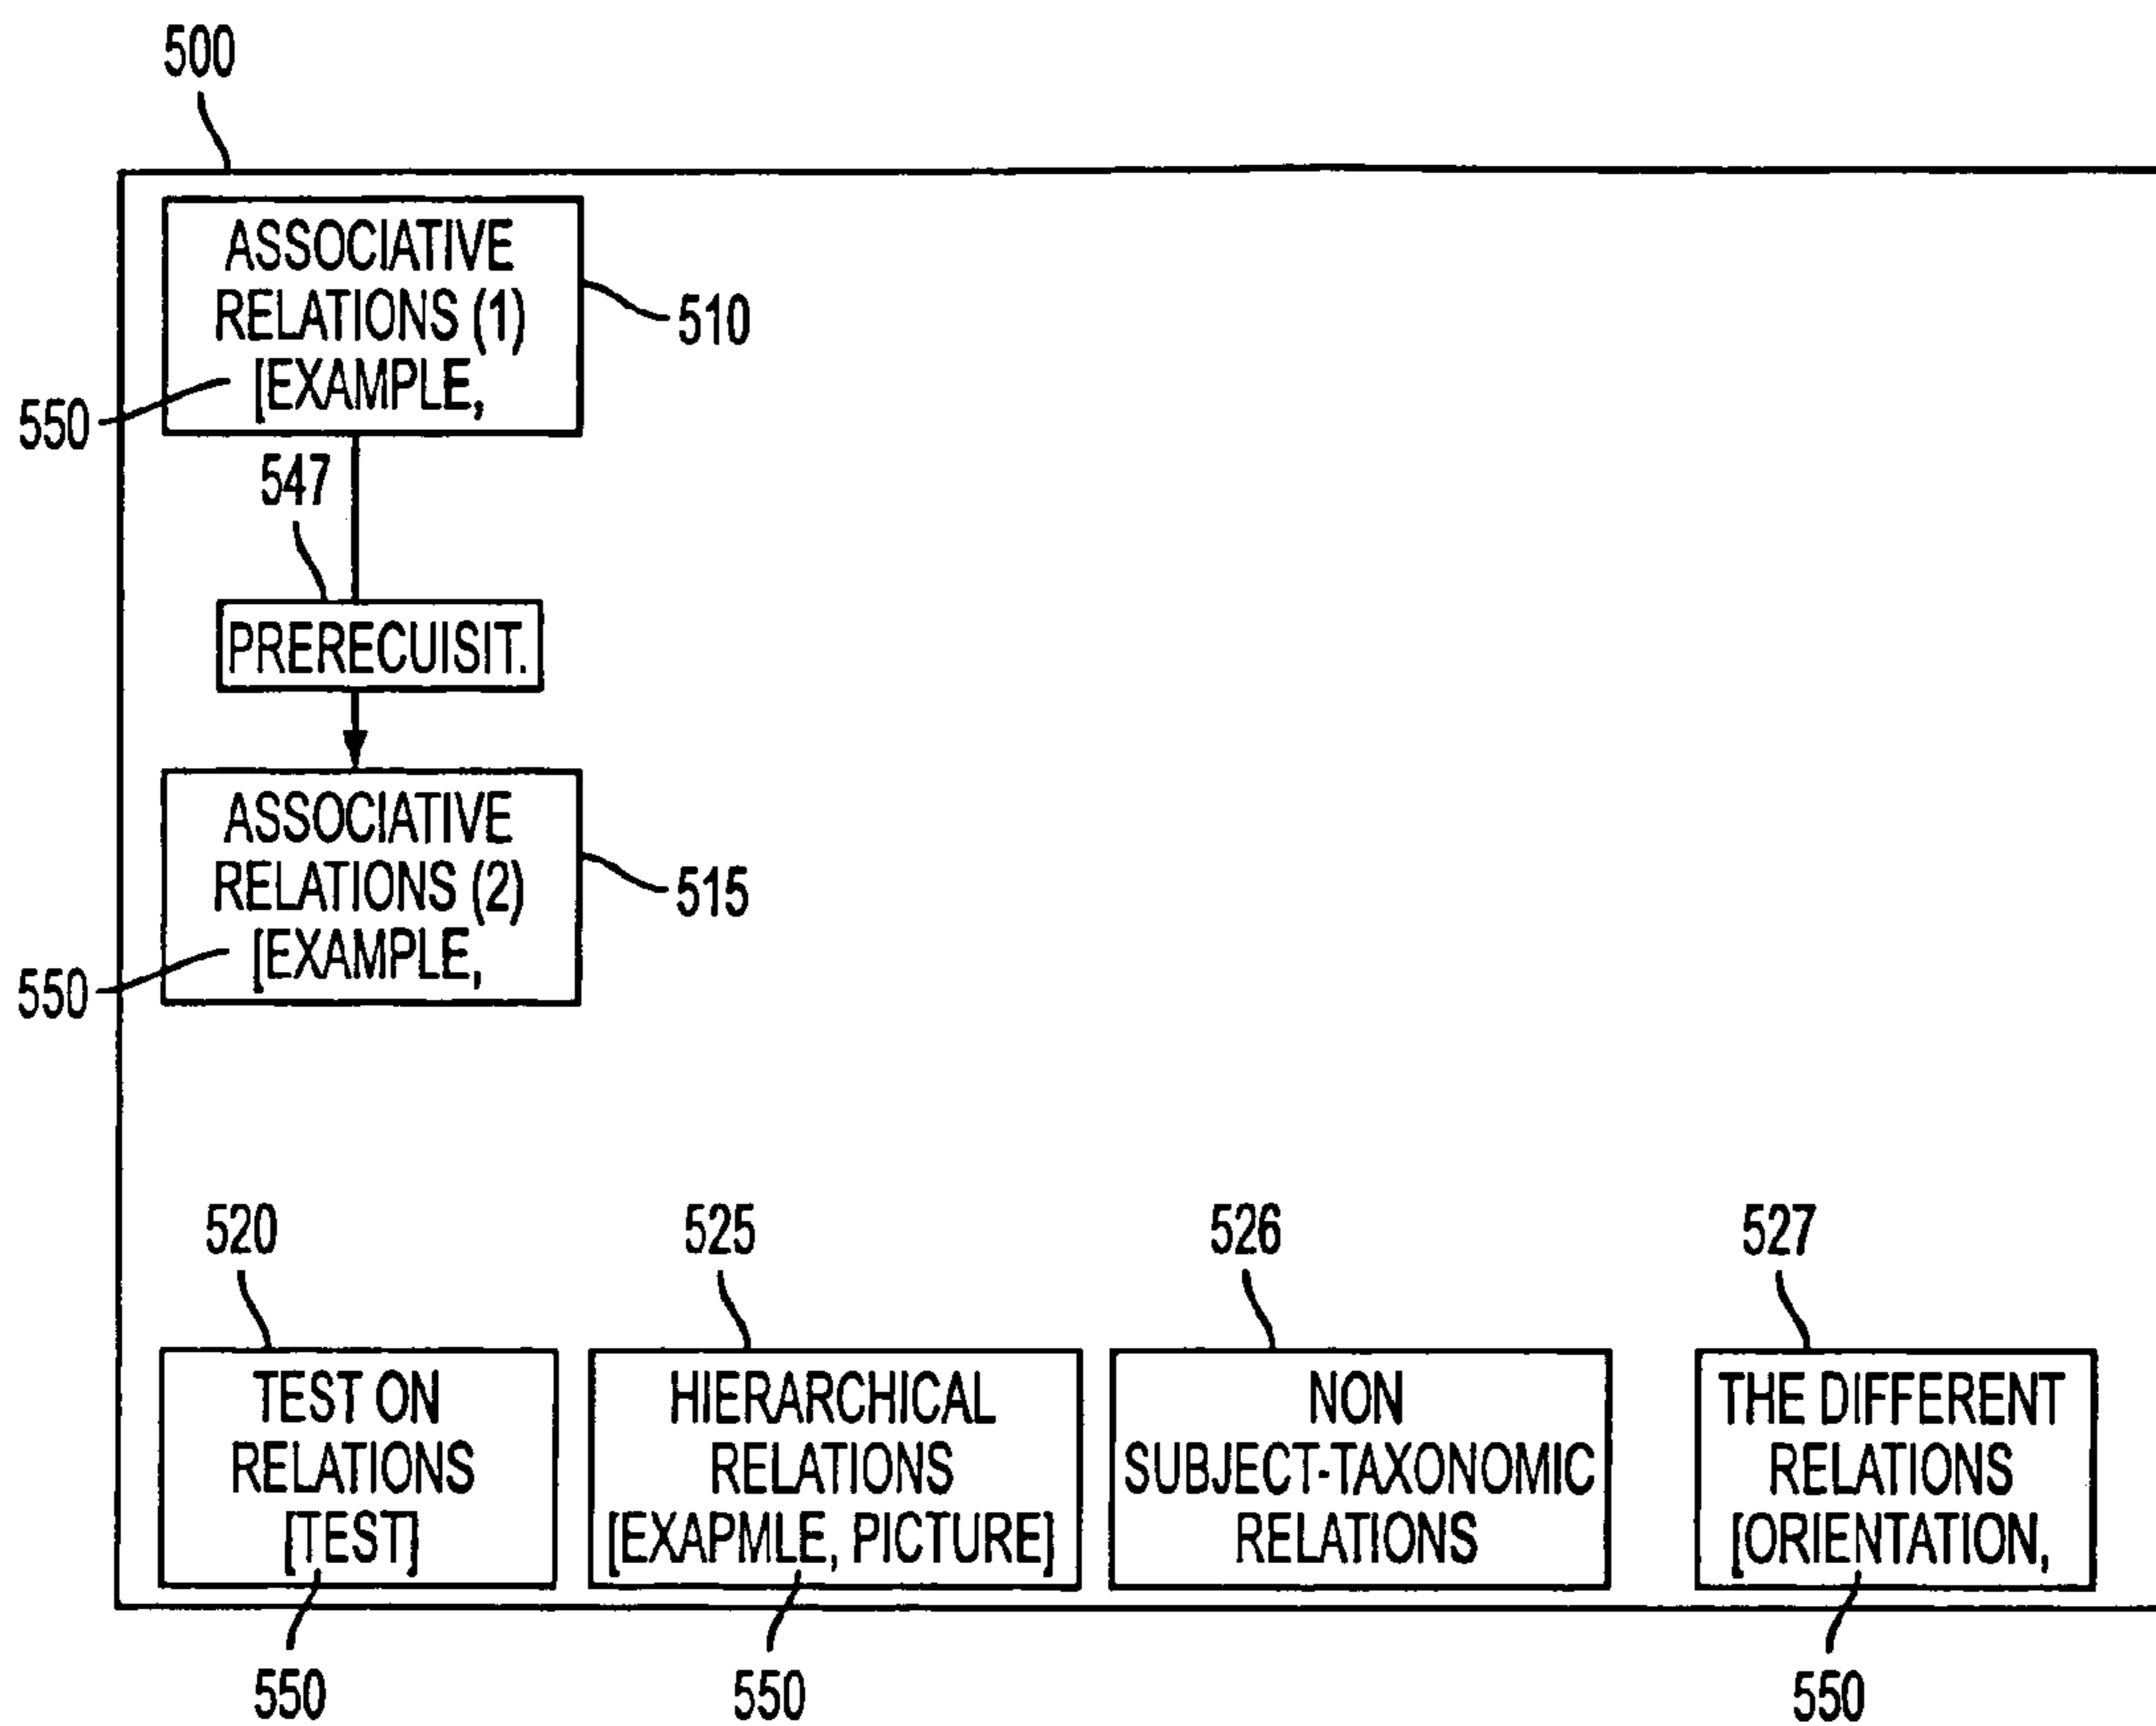 500
ASSOCIATIVE
RELATIONS (1)
[EXAMPLE,
510
550
547
PRERECUISIT.
ASSOCIATIVE
RELATIONS (2)
[EXAMPLE,
515
550
520
525
526
527
TEST ON
RELATIONS
[TEST]
HIERARCHICAL
RELATIONS
[EXAPMLE, PICTURE]
NON
SUBJECT-TAXONOMIC
RELATIONS
THE DIFFERENT
RELATIONS
[ORIENTATION,
550
550
550